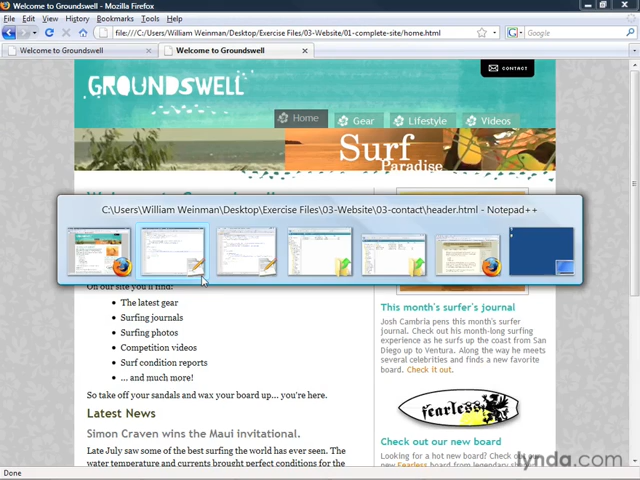 Welcome to Groundswell - Mozilla Firefox
File Edit View History Bookmarks Tools Help
file:///C:/Users/William Weinman/Desktop/Exercise Files/03-Website/01-complete-site/home.html
Google
Welcome to Groundswell
Welcome to Groundswell
CONTACT
GROUNDSWELL
Home
Gear
Lifestyle
Videos
Surf
Paradise
C:\Users\William Weinman\Desktop\Exercise Files\03-Website\03-contact\header.html - Notepad++
On our site you'll find:
• The latest gear
• Surfing journals
• Surfing photos
• Competition videos
• Surf condition reports
• ... and much more!
So take off your sandals and wax your board up... you're here.
Latest News
Simon Craven wins the Maui invitational.
Late July saw some of the best surfing the world has ever seen. The
water temperature and currents brought perfect conditions for the
This month's surfer's journal
Josh Cambria pens this month's surfer
journal. Check out his month-long surfing
experience as he surfs up the coast from San
Diego up to Ventura. Along the way he meets
several celebrities and finds a new favorite
board. Check it out.
fearless
Check out our new board
Looking for a hot new board? Check out
new Fearless board from legendary
lynda.com
Done